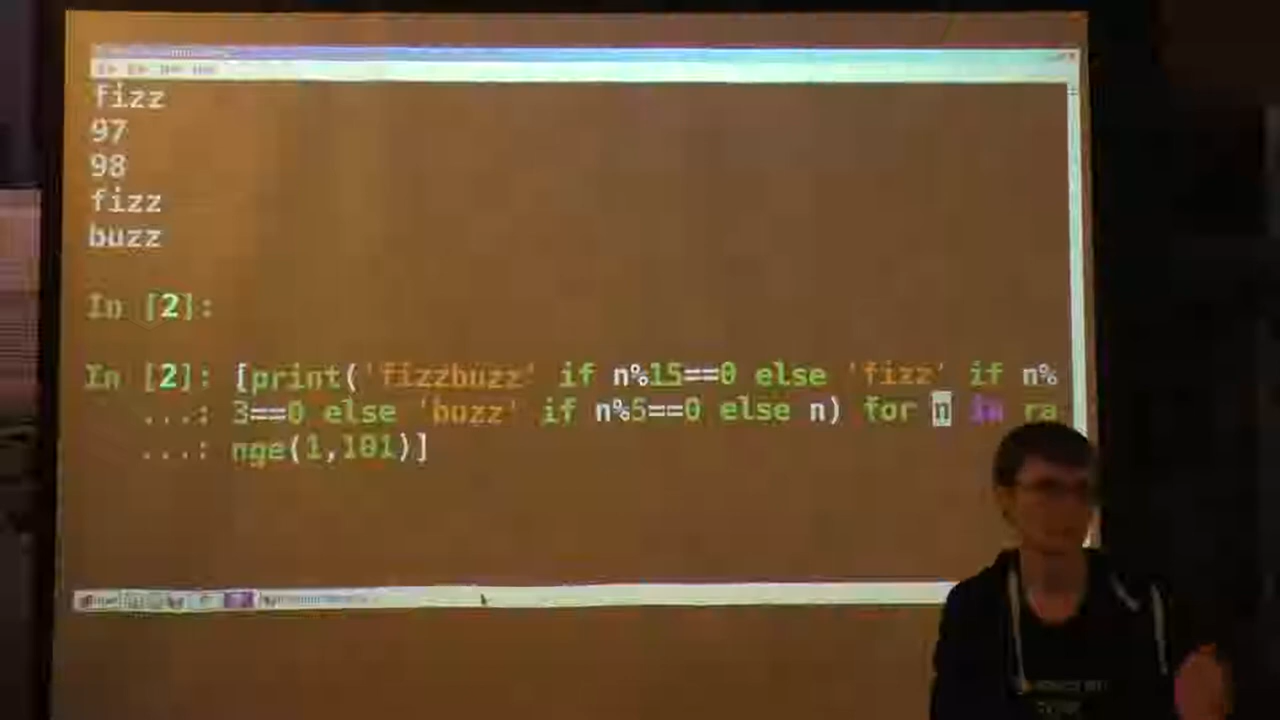 fizz
97
98
fizz
buzz
In [2]:
In [2]: [print('fizzbuzz' if n%15==0 else 'fizz' if n%
...: 3==0 else 'buzz' if n%5==0 else n) for n in ra
...: nge(1,101)]